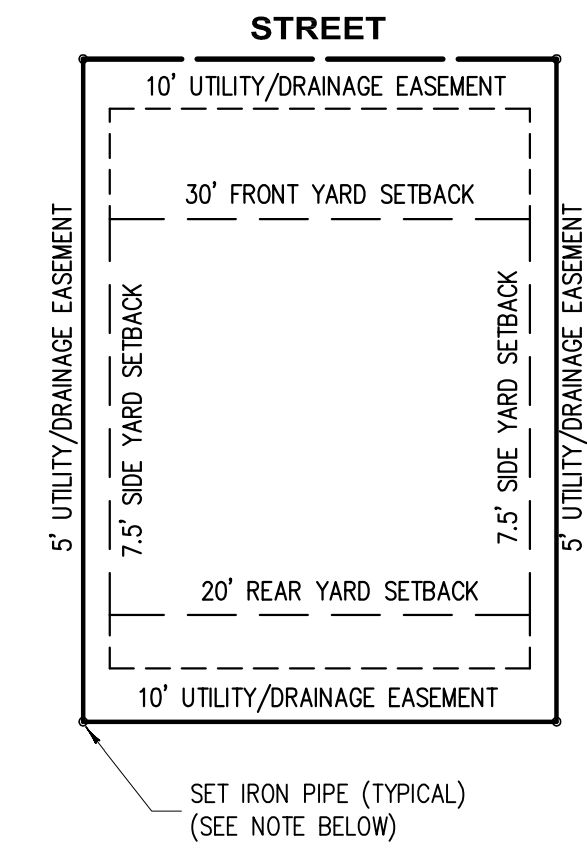 STREET
10' UTILITY/DRAINAGE EASEMENT
30' FRONT YARD SETBACK
5' UTILITY/DRAINAGE EASEMENT
7.5' SIDE YARD SETBACK
7.5' SIDE YARD SETBACK
5' UTILITY/DRAINAGE EASEMENT
20' REAR YARD SETBACK
10' UTILITY/DRAINAGE EASEMENT
SET IRON PIPE (TYPICAL)
(SEE NOTE BELOW)